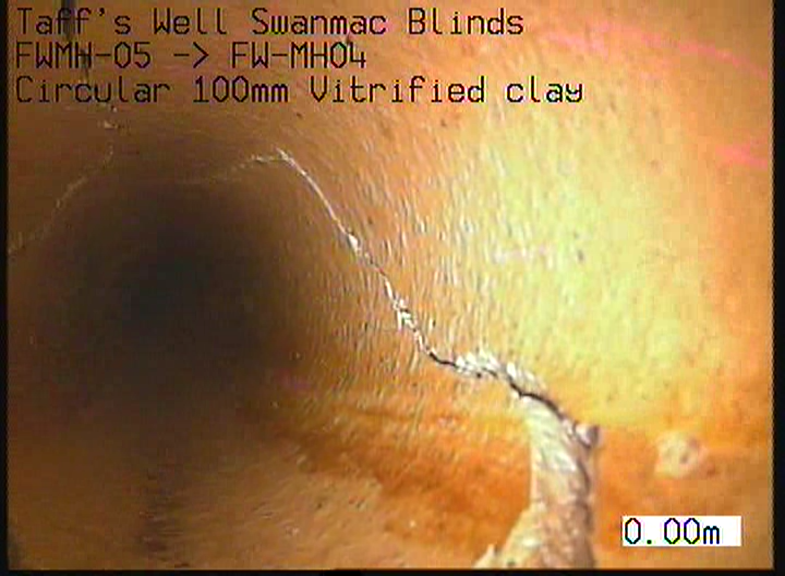 Taff's Well Swanmac Blinds
FWMH-05 -> FW-MH04
Circular 100mm Vitrified clay
0.00m